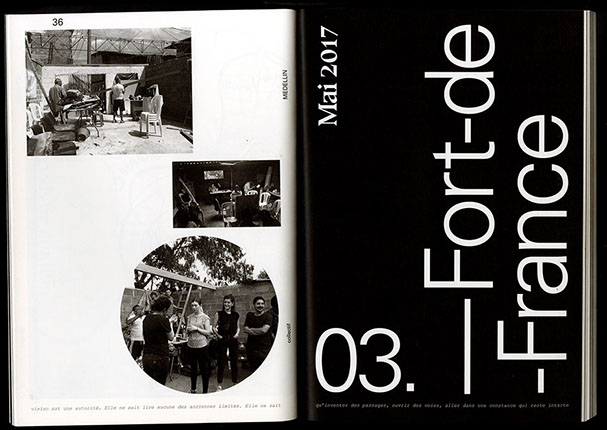 36
MEDELLIN
collectif
vision est une autorité. Elle ne sait lire aucune des anciennes limites. Elle ne sait
Mai 2017
03.
—Fort-de
-France
qu'inventer des passages, ouvrir des voies, aller dans une constance qui reste intacte